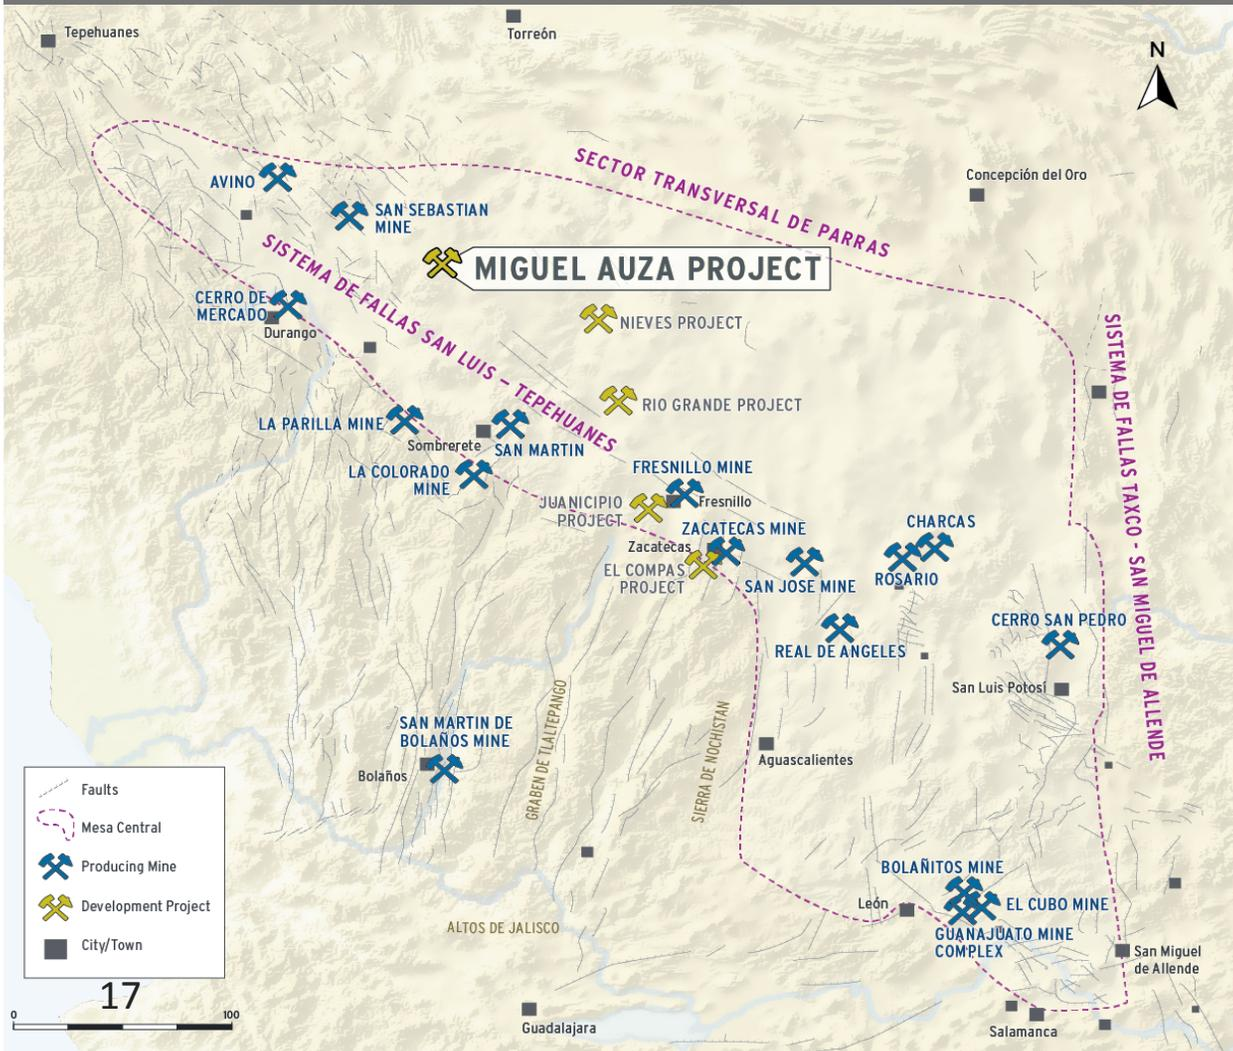 Tepehuanes
Torreón
N
SECTOR TRANSVERSAL DE PARRAS
Concepción del Oro
AVINO
SAN SEBASTIAN
MINE
SISTEMA DE FALLAS SAN LUIS – TEPEHUANES
MIGUEL AUZA PROJECT
CERRO DE
MERCADO
Durango
NIEVES PROJECT
SISTEMA DE FALLAS TAXCO - SAN MIGUEL DE ALLENDE
RIO GRANDE PROJECT
LA PARILLA MINE
Sombrerete
SAN MARTIN
LA COLORADO
MINE
FRESNILLO MINE
JUANICIPIO
PROJECT
Fresnillo
ZACATECAS MINE
Zacatecas
CHARCAS
EL COMPAS
PROJECT
SAN JOSE MINE
ROSARIO
CERRO SAN PEDRO
REAL DE ANGELES
San Luis Potosí
GRABEN DE TLALTEPANGO
SIERRA DE NOCHISTAN
SAN MARTIN DE
BOLAÑOS MINE
Bolaños
Aguascalientes
Faults
Mesa Central
Producing Mine
Development Project
City/Town
BOLAÑITOS MINE
León
EL CUBO MINE
ALTOS DE JALISCO
GUANAJUATO MINE
COMPLEX
San Miguel
de Allende
17
0
100
Guadalajara
Salamanca